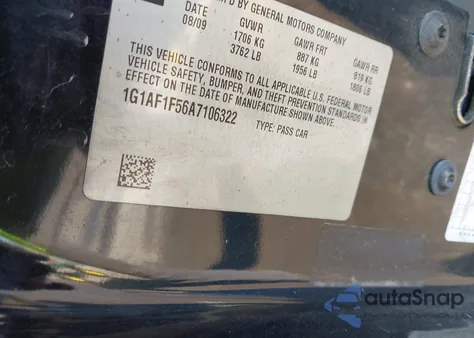 MFD BY GENERAL MOTORS COMPANY
DATE GVWR GAWR FRT GAWR RR
08/09 1706 KG 887 KG 819 KG
3762 LB 1956 LB 1806 LB
THIS VEHICLE CONFORMS TO ALL APPLICABLE U.S. FEDERAL MOTOR
VEHICLE SAFETY, BUMPER, AND THEFT PREVENTION STANDARDS IN
EFFECT ON THE DATE OF MANUFACTURE SHOWN ABOVE.
1G1AF1F56A7106322
TYPE: PASS CAR
autoSnap